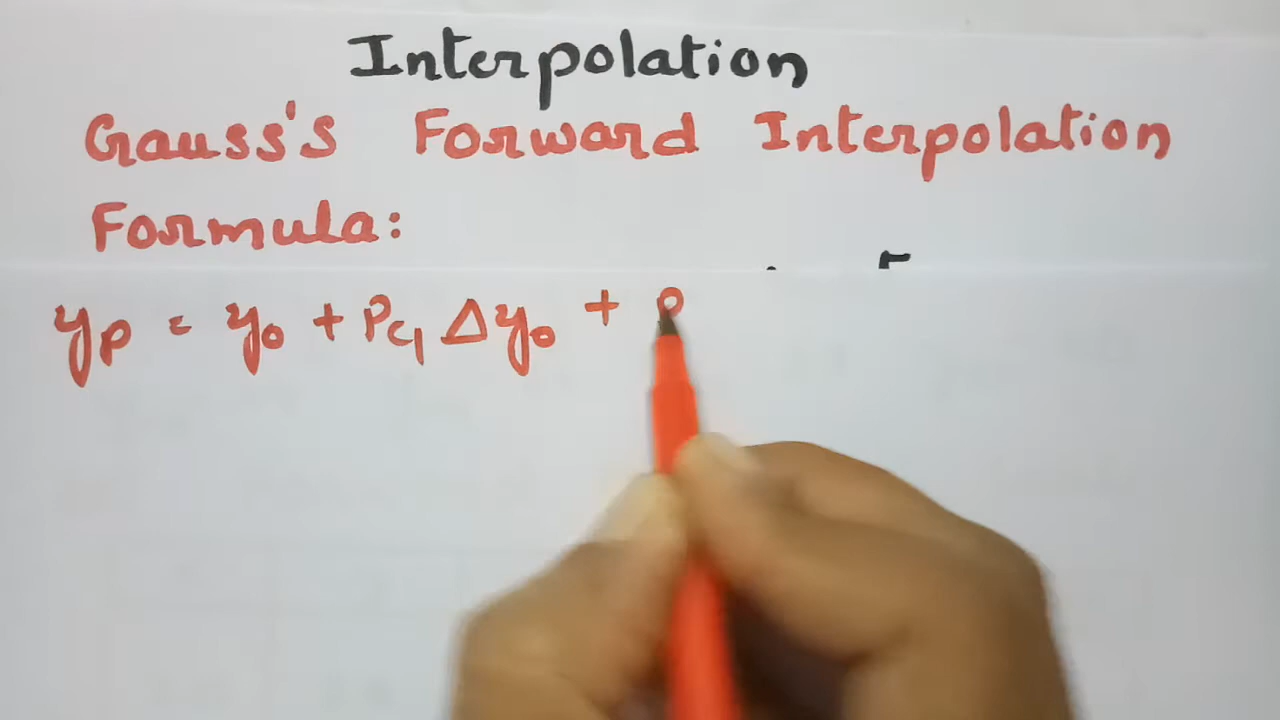 Interpolation
Gauss's Forward Interpolation
Formula:
yp = y0 + Pc1 Δy0 + P